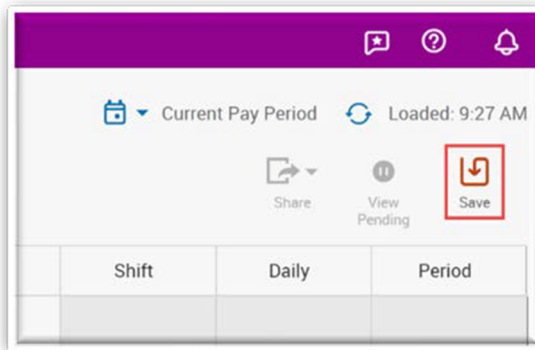 Current Pay Period Loaded: 9:27 AM
Share View Pending Save
Shift Daily Period